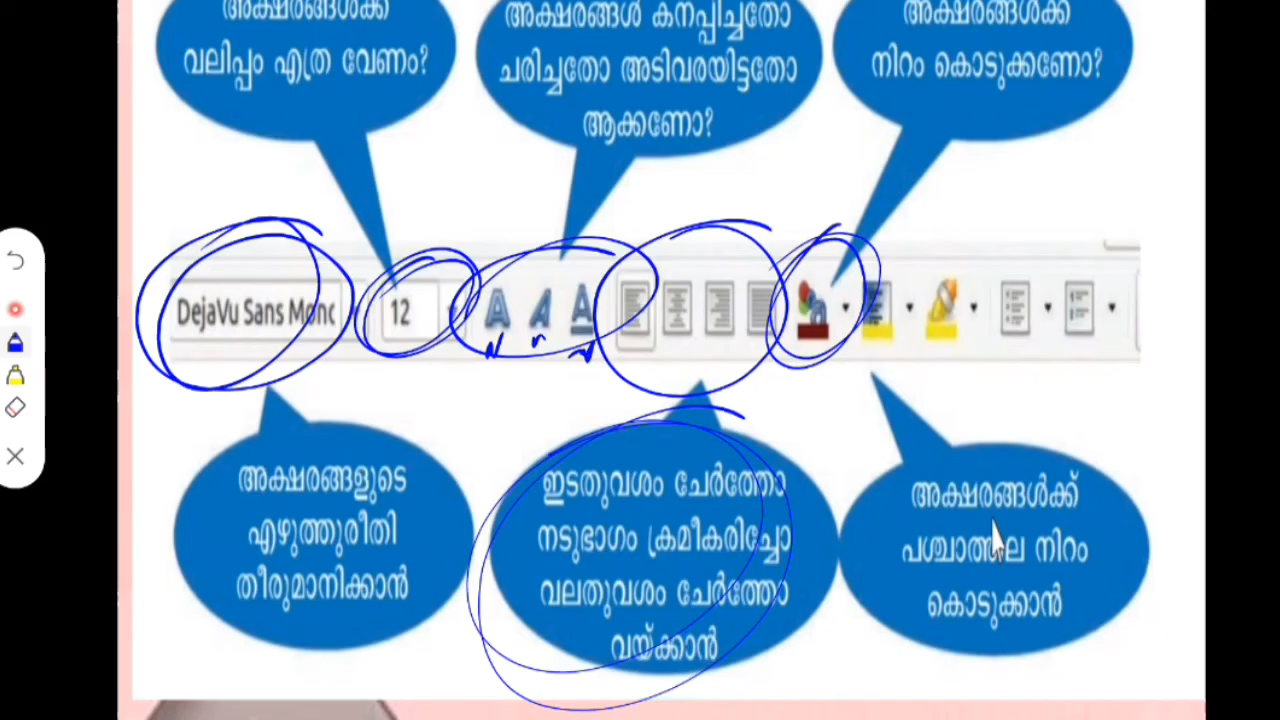 അക്ഷരങ്ങൾക്ക്
വലിപ്പം എത്ര വേണം?
അക്ഷരങ്ങൾ കനപ്പിച്ചതോ
ചരിച്ചതോ അടിവരയിട്ടതോ
ആക്കണോ?
അക്ഷരങ്ങൾക്ക്
നിറം കൊടുക്കണോ?
DejaVu Sans Mono
12
അക്ഷരങ്ങളുടെ
എഴുത്തുരീതി
തീരുമാനിക്കാൻ
ഇടതുവശം ചേർത്തോ
നടുഭാഗം ക്രമീകരിച്ചോ
വലതുവശം ചേർത്തോ
വയ്ക്കാൻ
അക്ഷരങ്ങൾക്ക്
പശ്ചാത്തല നിറം
കൊടുക്കാൻ